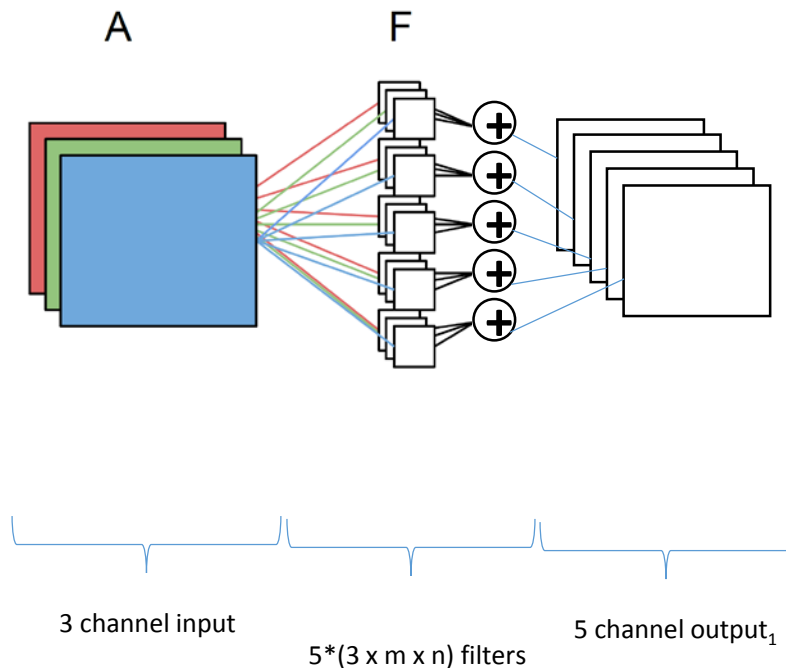 A
F
+
+
+
+
+
3 channel input
5*(3 x m x n) filters
5 channel output₁